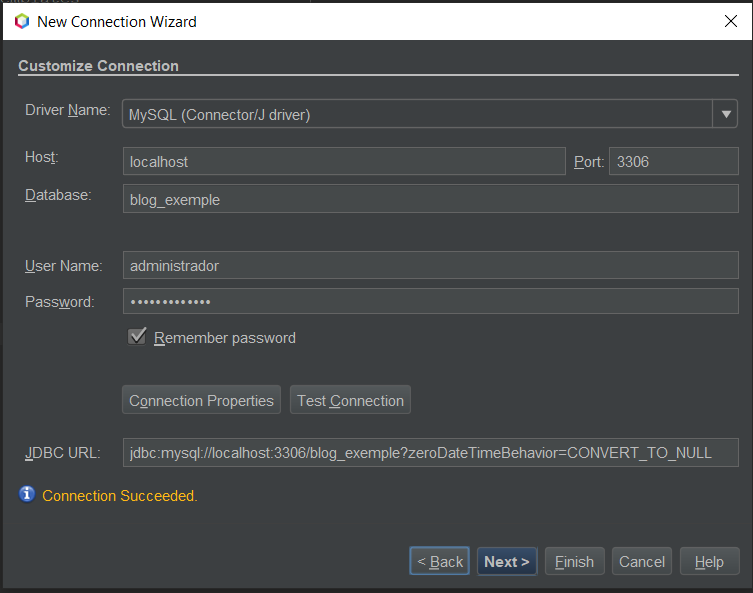 New Connection Wizard
Customize Connection
Driver Name: MySQL (Connector/J driver)
Host: localhost Port: 3306
Database: blog_exemple
User Name: administrador
Password: •••••••••••••
Remember password
Connection Properties Test Connection
JDBC URL: jdbc:mysql://localhost:3306/blog_exemple?zeroDateTimeBehavior=CONVERT_TO_NULL
Connection Succeeded.
< Back Next > Finish Cancel Help